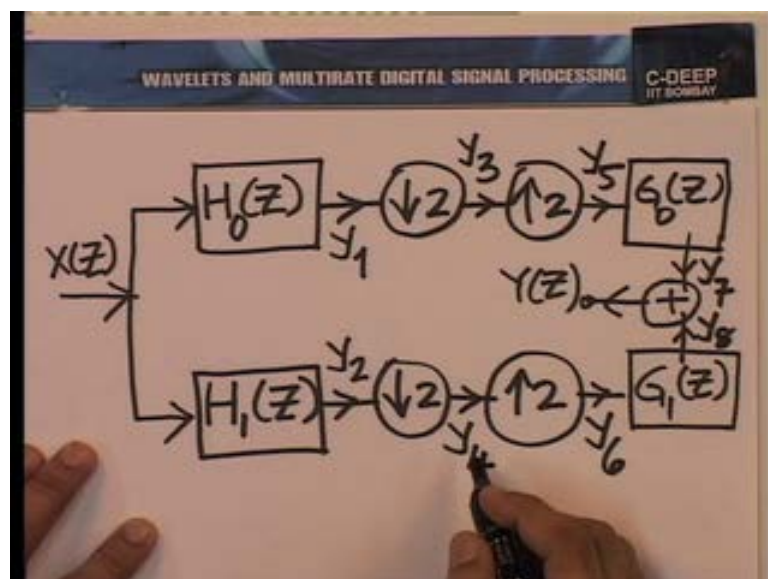 WAVELETS AND MULTIRATE DIGITAL SIGNAL PROCESSING
C-DEEP
IIT BOMBAY
X(Z)
H₀(Z)
y₁
↓2
y₃
↑2
y₅
G₀(Z)
y₇
Y(Z)
+
y₈
H₁(Z)
y₂
↓2
y₄
↑2
y₆
G₁(Z)